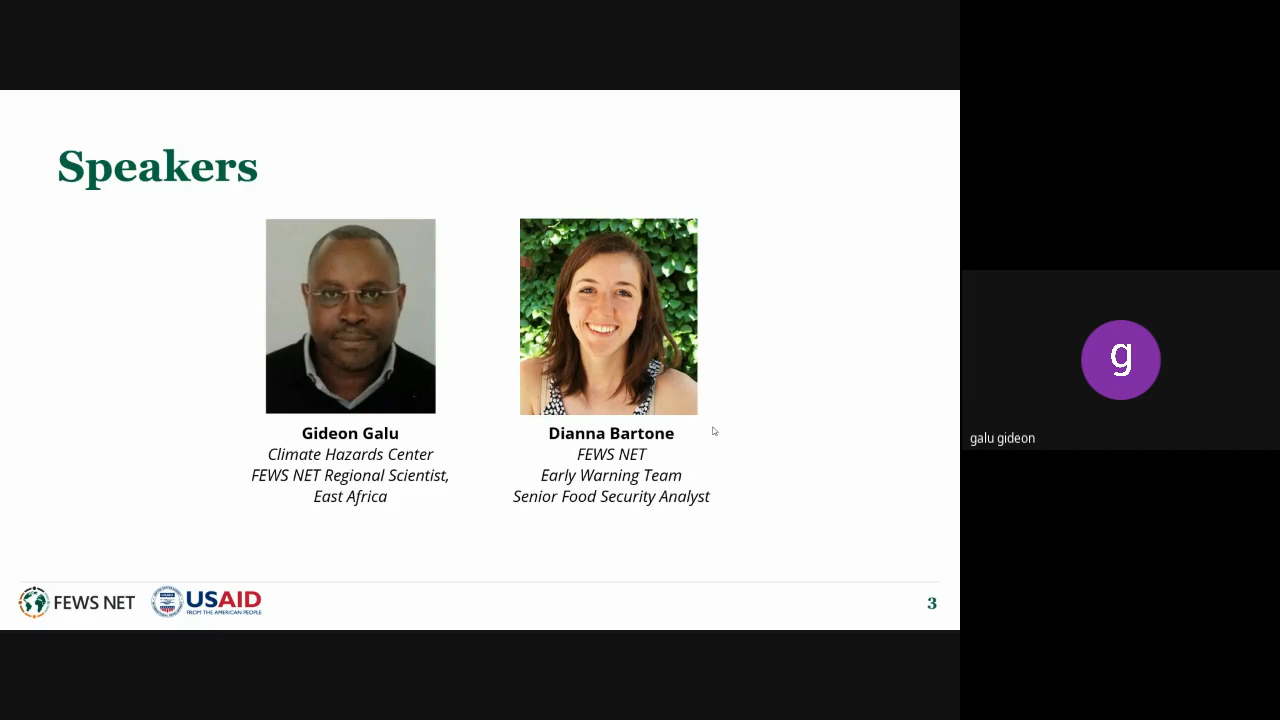 Speakers
Gideon Galu
Climate Hazards Center
FEWS NET Regional Scientist,
East Africa
Dianna Bartone
FEWS NET
Early Warning Team
Senior Food Security Analyst
FEWS NET
USAID
FROM THE AMERICAN PEOPLE
3
g
galu gideon